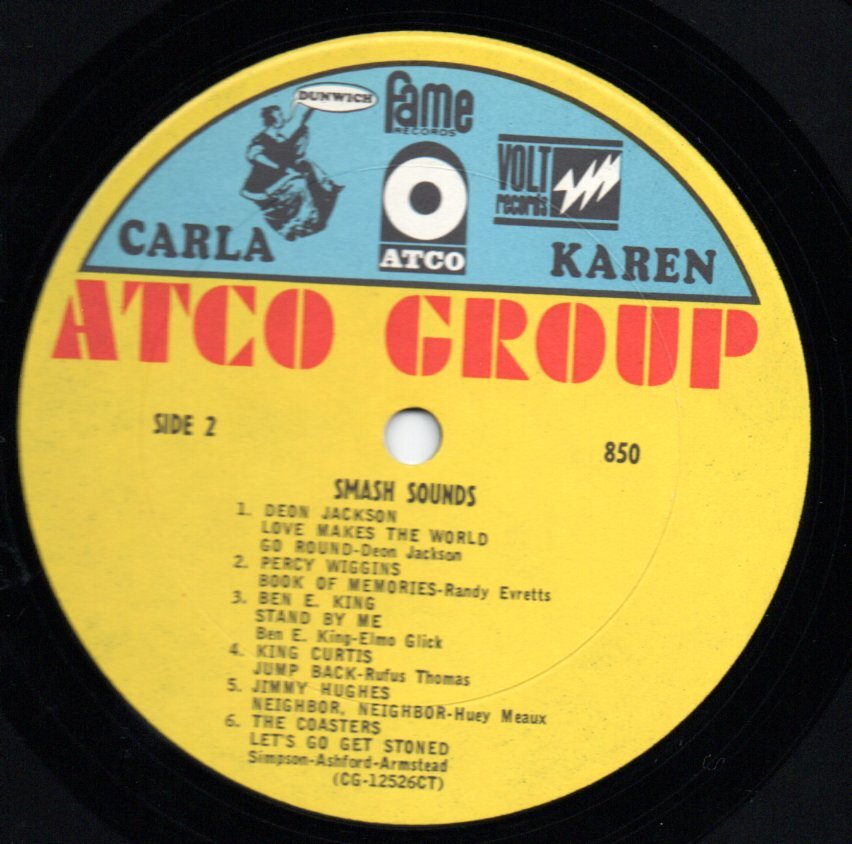 DUNWICH
fame
RECORDS
VOLT
records
CARLA
ATCO
KAREN
ATCO GROUP
SIDE 2
850
SMASH SOUNDS
1. DEON JACKSON
LOVE MAKES THE WORLD
GO ROUND-Deon Jackson
2. PERCY WIGGINS
BOOK OF MEMORIES-Randy Evretts
3. BEN E. KING
STAND BY ME
Ben E. King-Elmo Glick
4. KING CURTIS
JUMP BACK-Rufus Thomas
5. JIMMY HUGHES
NEIGHBOR, NEIGHBOR-Huey Meaux
6. THE COASTERS
LET'S GO GET STONED
Simpson-Ashford-Armstead
(CG-12526CT)